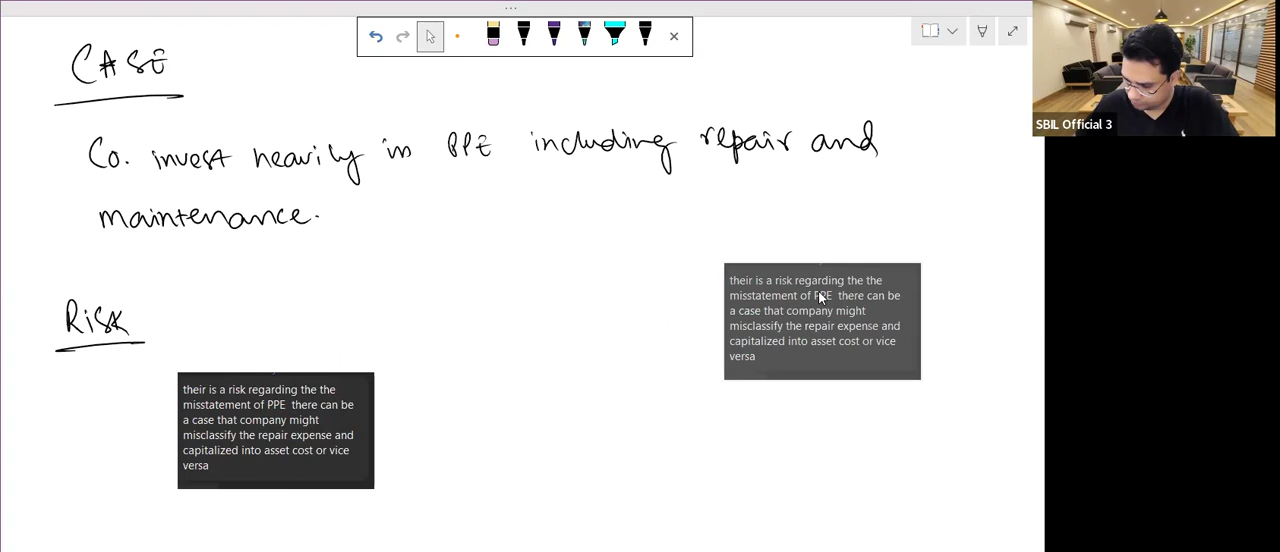 CASE
Co. invest heavily in PPE including repair and
maintenance.
Risk
their is a risk regarding the the
misstatement of PPE there can be
a case that company might
misclassify the repair expense and
capitalized into asset cost or vice
versa
their is a risk regarding the the
misstatement of PPE there can be
a case that company might
misclassify the repair expense and
capitalized into asset cost or vice
versa
SBIL Official 3